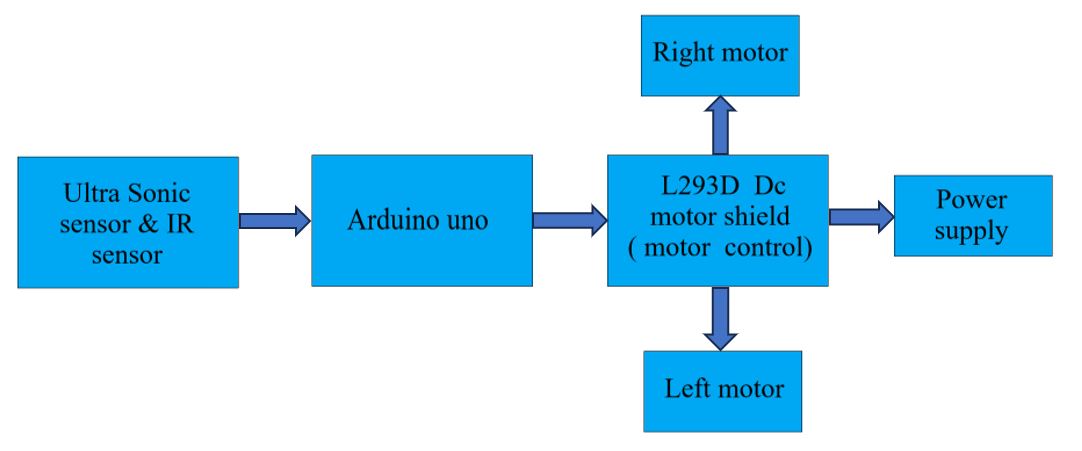 Right motor
Ultra Sonic
sensor & IR
sensor
Arduino uno
L293D  Dc
motor shield
( motor  control)
Power
supply
Left motor